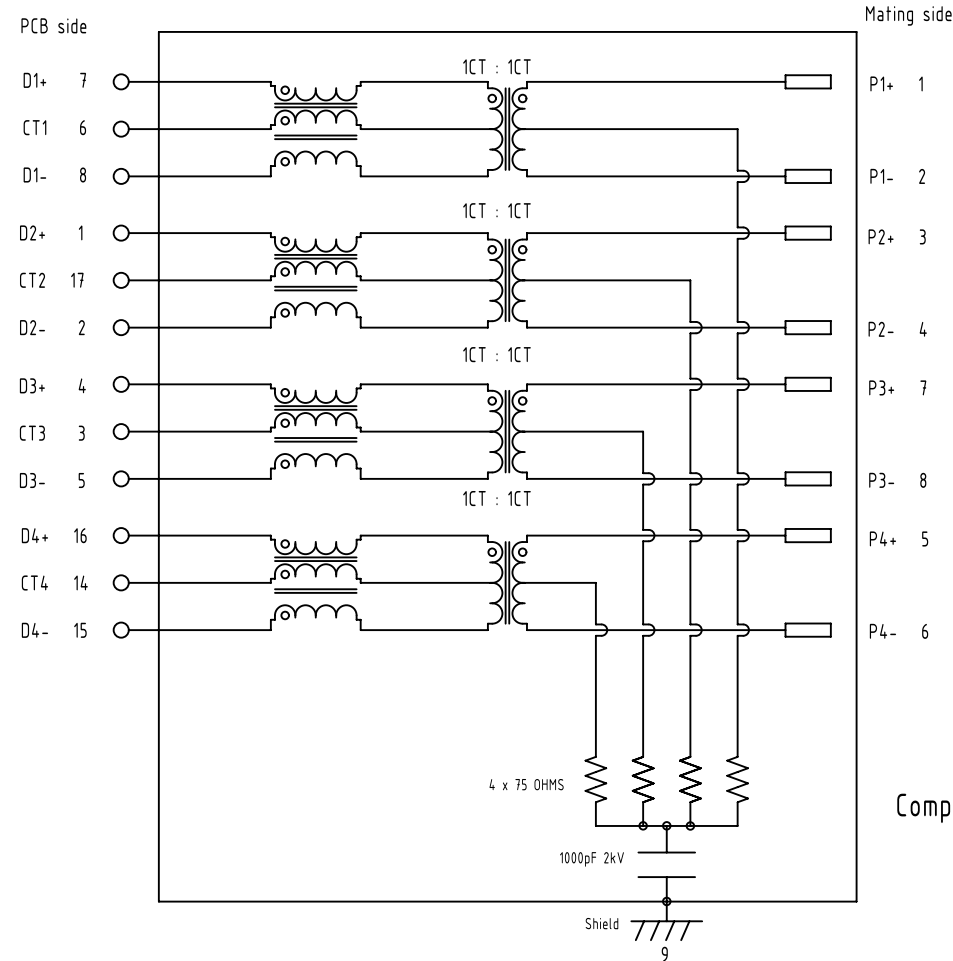 PCB side
Mating side
1CT : 1CT
D1+ 7
P1+ 1
CT1 6
D1- 8
P1- 2
1CT : 1CT
D2+ 1
P2+ 3
CT2 17
D2- 2
P2- 4
1CT : 1CT
D3+ 4
P3+ 7
CT3 3
D3- 5
P3- 8
1CT : 1CT
D4+ 16
P4+ 5
CT4 14
D4- 15
P4- 6
4 x 75 OHMS
Comp
1000pF 2kV
Shield
9